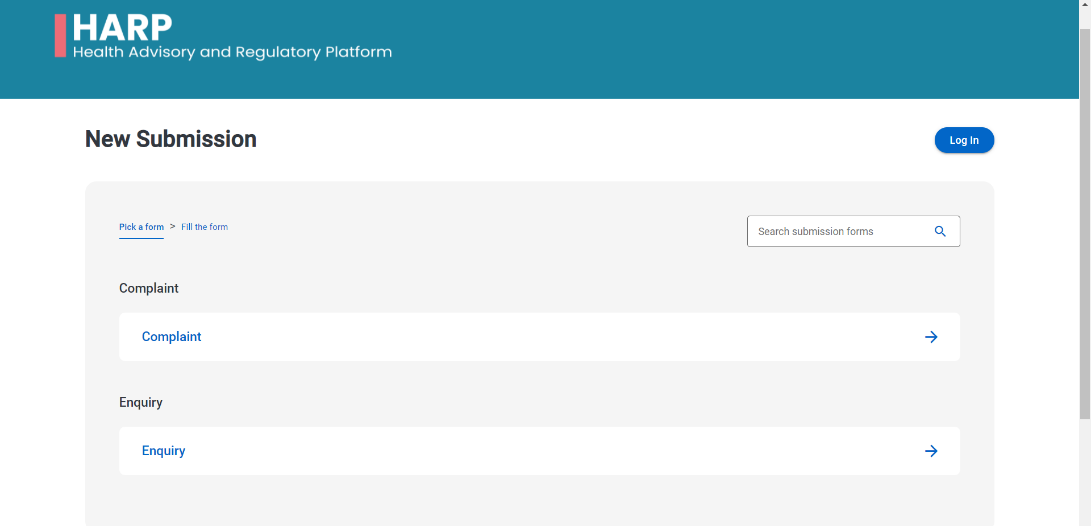 HARP
Health Advisory and Regulatory Platform
New Submission
Log In
Pick a form > Fill the form
Search submission forms
Complaint
Complaint
Enquiry
Enquiry